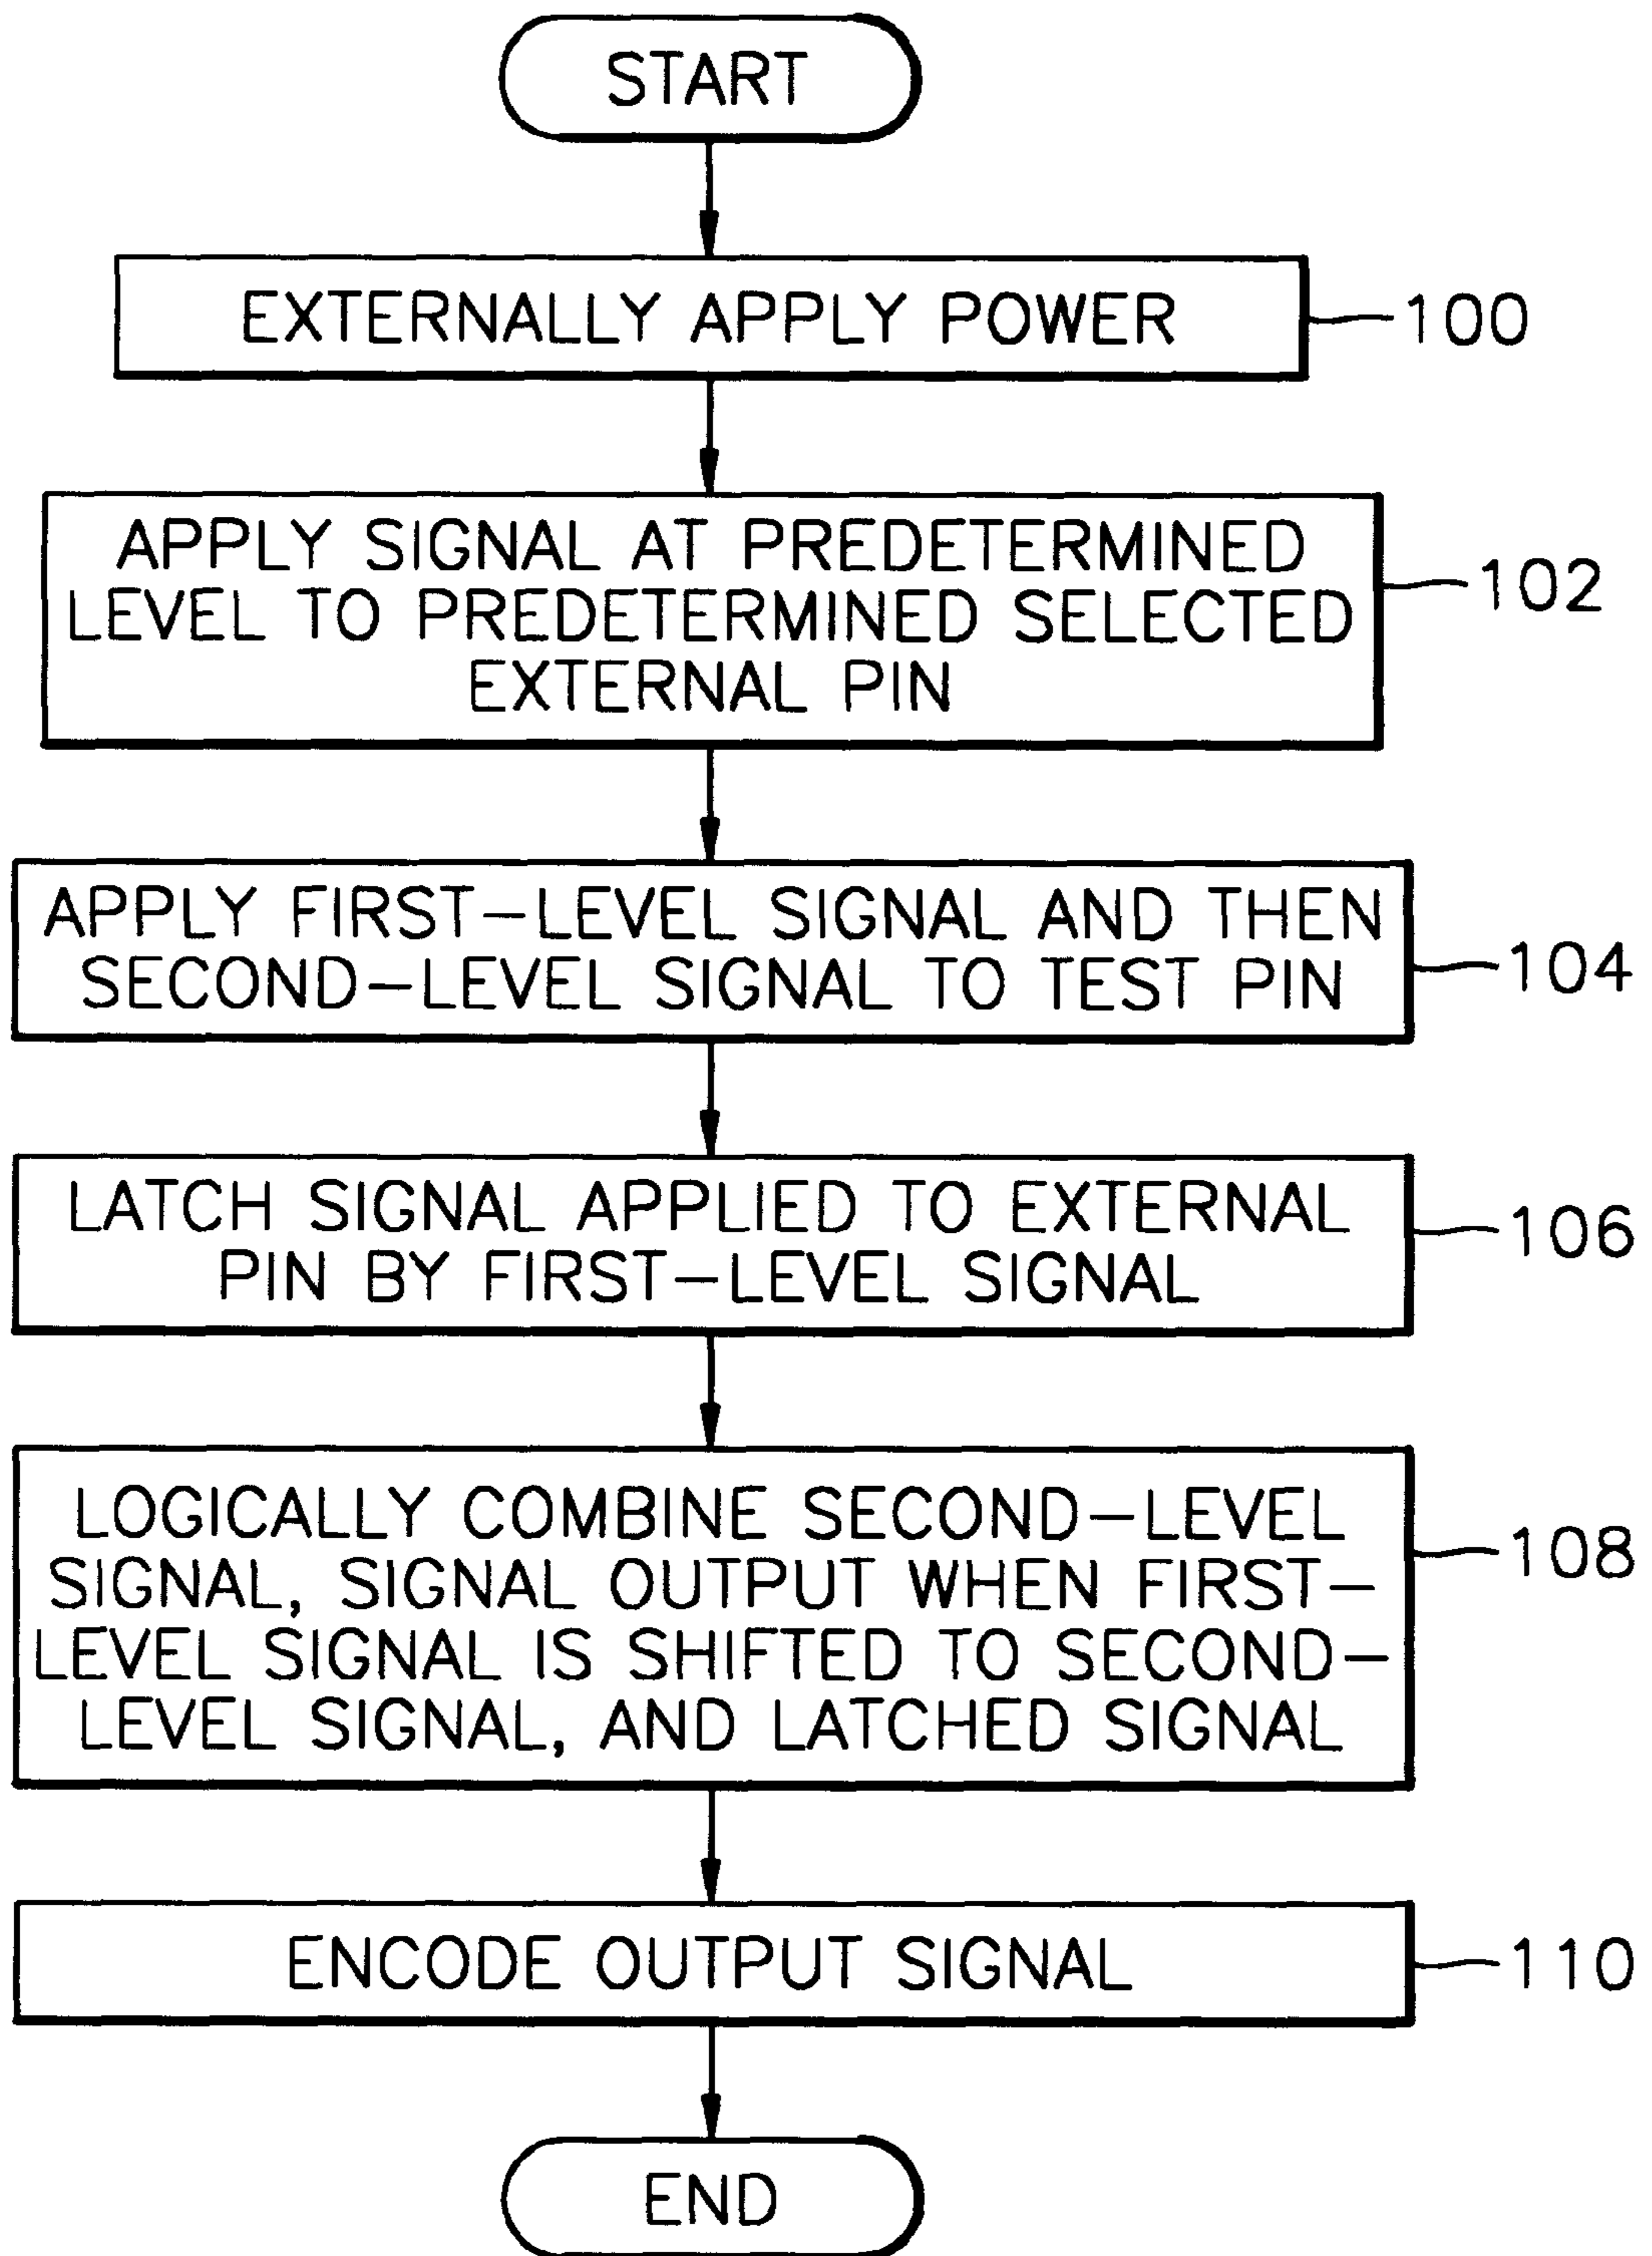 START
EXTERNALLY APPLY POWER
100
APPLY SIGNAL AT PREDETERMINED
LEVEL TO PREDETERMINED SELECTED
EXTERNAL PIN
102
APPLY FIRST-LEVEL SIGNAL AND THEN
SECOND-LEVEL SIGNAL TO TEST PIN
104
LATCH SIGNAL APPLIED TO EXTERNAL
PIN BY FIRST-LEVEL SIGNAL
106
LOGICALLY COMBINE SECOND-LEVEL
SIGNAL, SIGNAL OUTPUT WHEN FIRST-
LEVEL SIGNAL IS SHIFTED TO SECOND-
LEVEL SIGNAL, AND LATCHED SIGNAL
108
ENCODE OUTPUT SIGNAL
110
END